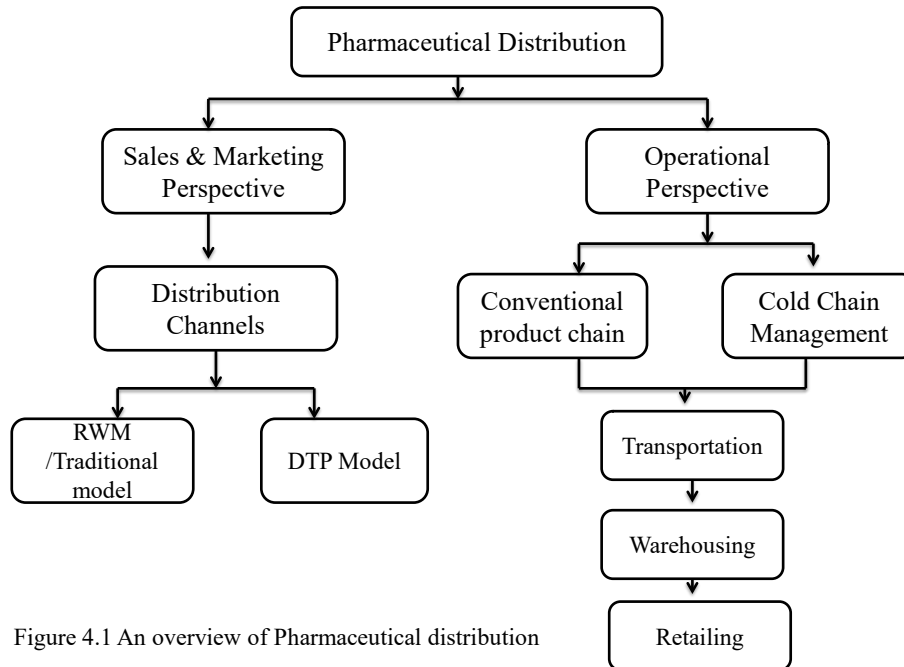 Pharmaceutical Distribution
Sales & Marketing
Perspective
Operational
Perspective
Distribution
Channels
Conventional
product chain
Cold Chain
Management
RWM
/Traditional
model
DTP Model
Transportation
Warehousing
Retailing
Figure 4.1 An overview of Pharmaceutical distribution